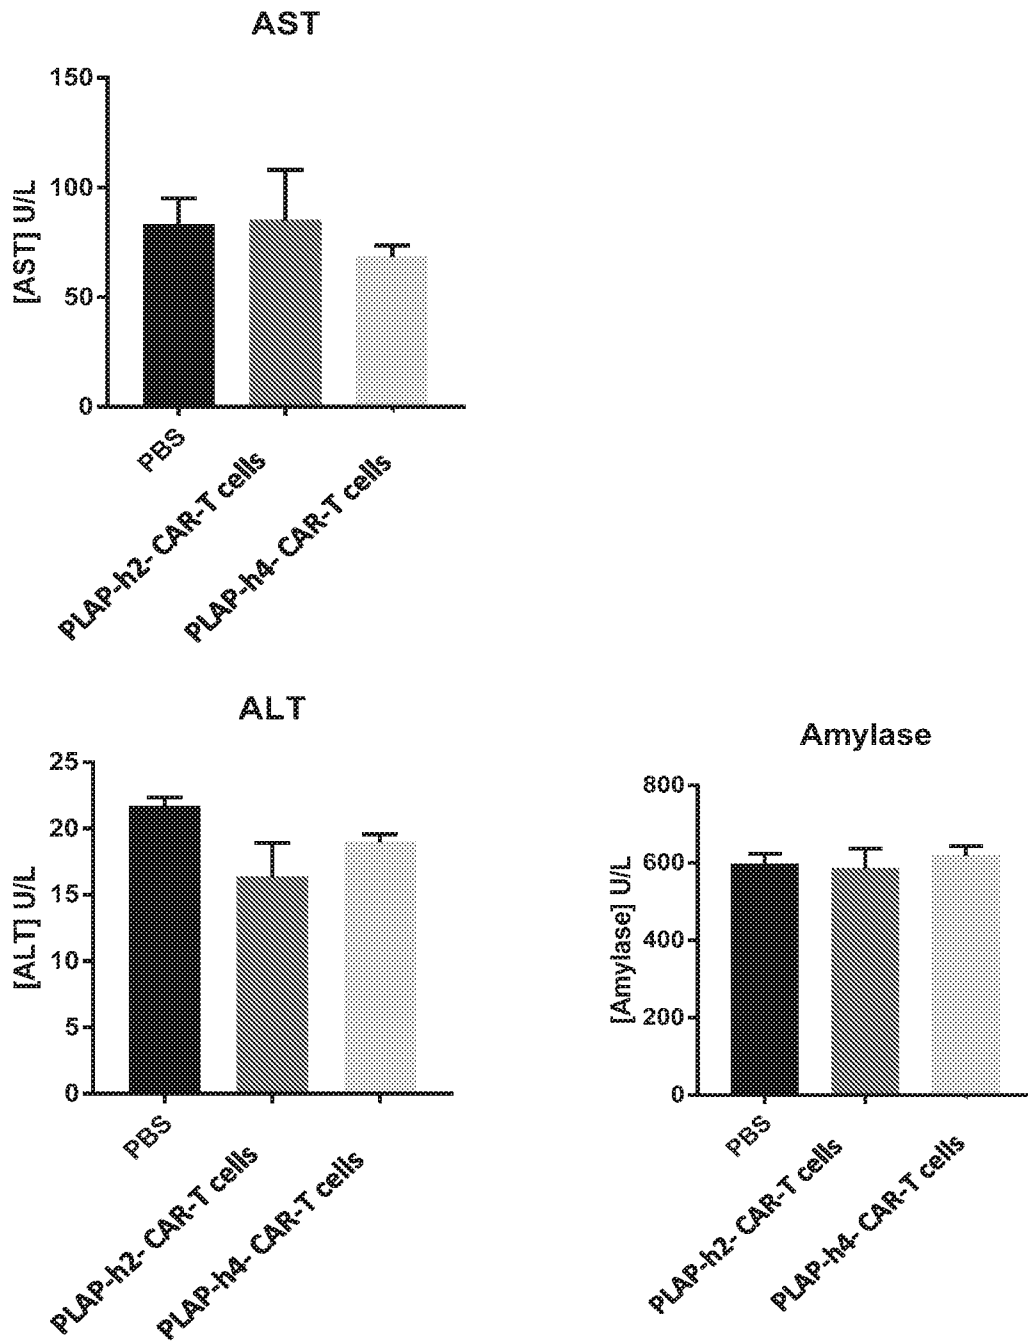 AST
150
100
50
0
[AST] U/L
PBS
PLAP-h2- CAR-T cells
PLAP-h4- CAR-T cells
ALT
25
20
15
10
5
0
[ALT] U/L
PBS
PLAP-h2- CAR-T cells
PLAP-h4- CAR-T cells
Amylase
800
600
400
200
0
[Amylase] U/L
PBS
PLAP-h2- CAR-T cells
PLAP-h4- CAR-T cells